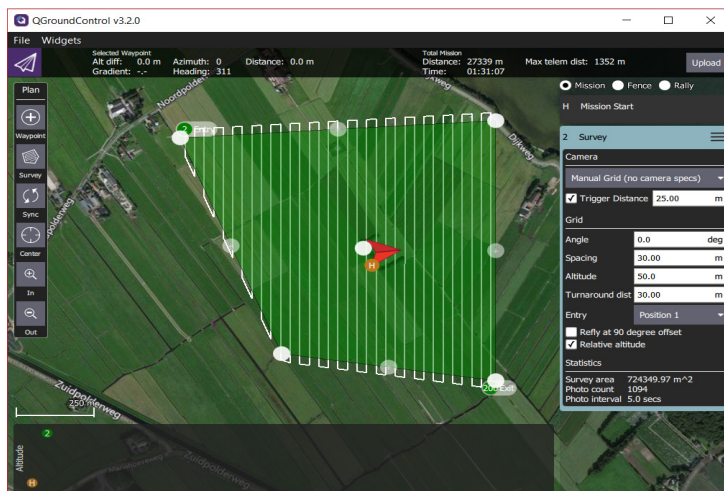 QGroundControl v3.2.0
File Widgets
Selected Waypoint
Alt diff: 0.0 m Azimuth: 0 Distance: 0.0 m
Gradient: -.- Heading: 311
Total Mission
Distance: 27339 m Max telem dist: 1352 m
Time: 01:31:07
Upload
Plan
Waypoint
Survey
Sync
Center
In
Out
Mission Fence Rally
H Mission Start
2 Survey
Camera
Manual Grid (no camera specs)
Trigger Distance 25.00 m
Grid
Angle 0.0 deg
Spacing 30.00 m
Altitude 50.0 m
Turnaround dist 30.00 m
Entry Position 1
Refly at 90 degree offset
Relative altitude
Statistics
Survey area 724349.97 m^2
Photo count 1094
Photo interval 5.0 secs
Noordpolderweg
Dijkweg
2 Entry
H
Exit
Zuidpolderweg
250 m
Zuidpolderweg
Altitude
2
H